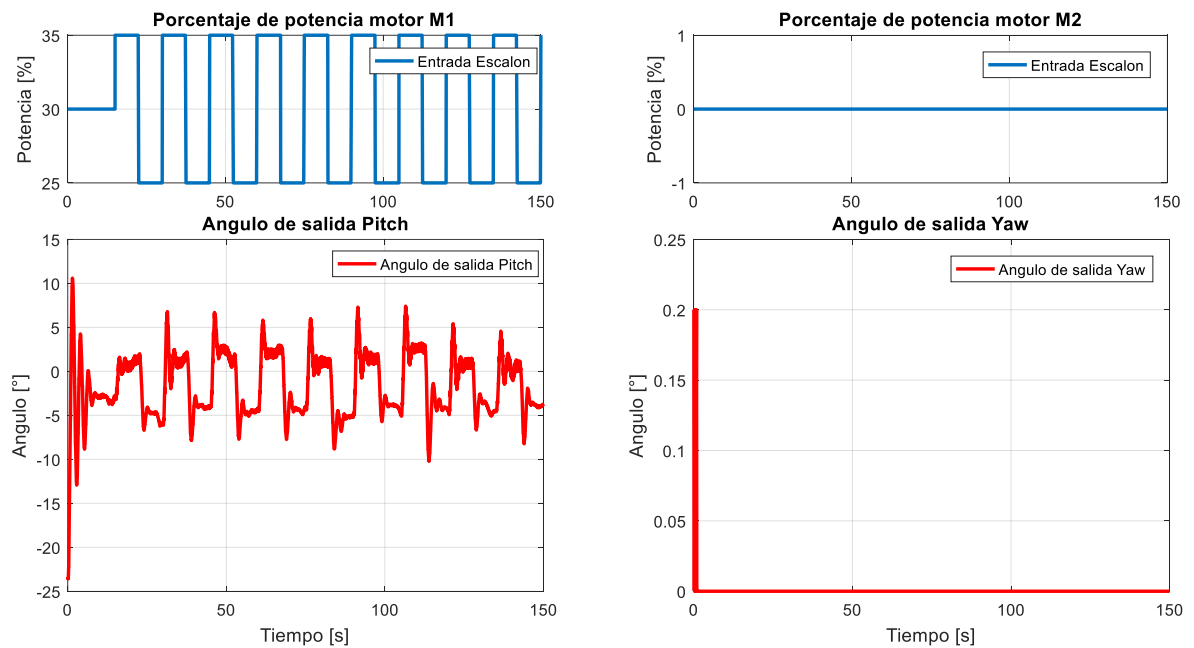 Porcentaje de potencia motor M1
Potencia [%]
35
30
25
Entrada Escalon
0
50
100
150
Porcentaje de potencia motor M2
Potencia [%]
1
0
-1
Entrada Escalon
0
50
100
150
Angulo de salida Pitch
Angulo [°]
15
10
5
0
-5
-10
-15
-20
-25
Angulo de salida Pitch
0
50
100
150
Tiempo [s]
Angulo de salida Yaw
Angulo [°]
0.25
0.2
0.15
0.1
0.05
0
Angulo de salida Yaw
0
50
100
150
Tiempo [s]